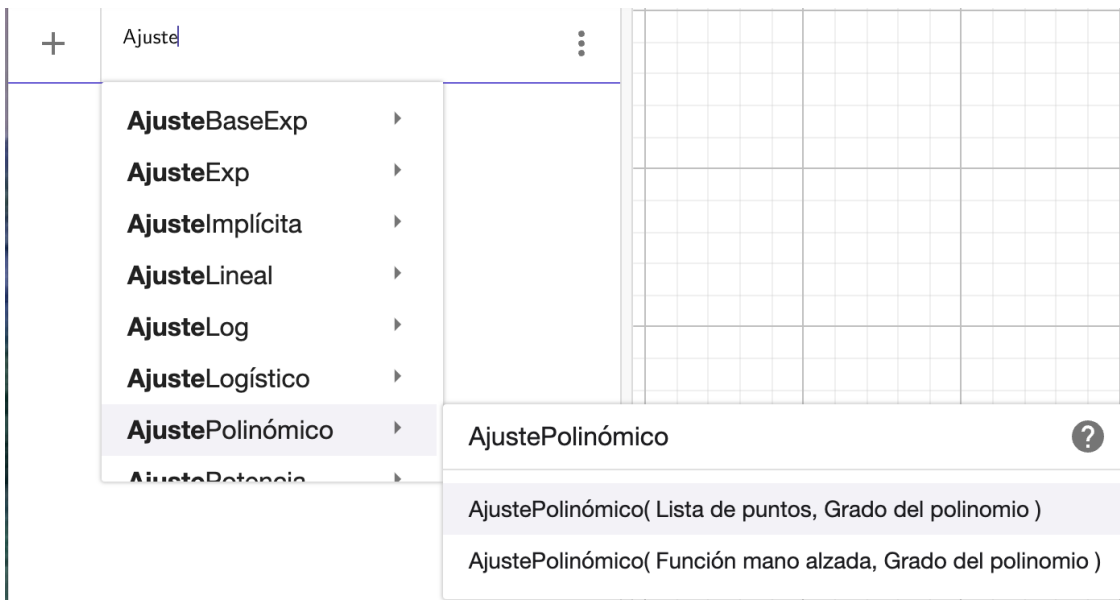 Ajuste
AjusteBaseExp
AjusteExp
AjusteImplícita
AjusteLineal
AjusteLog
AjusteLogístico
AjustePolinómico
AjustePotencia
AjustePolinómico
AjustePolinómico( Lista de puntos, Grado del polinomio )
AjustePolinómico( Función mano alzada, Grado del polinomio )